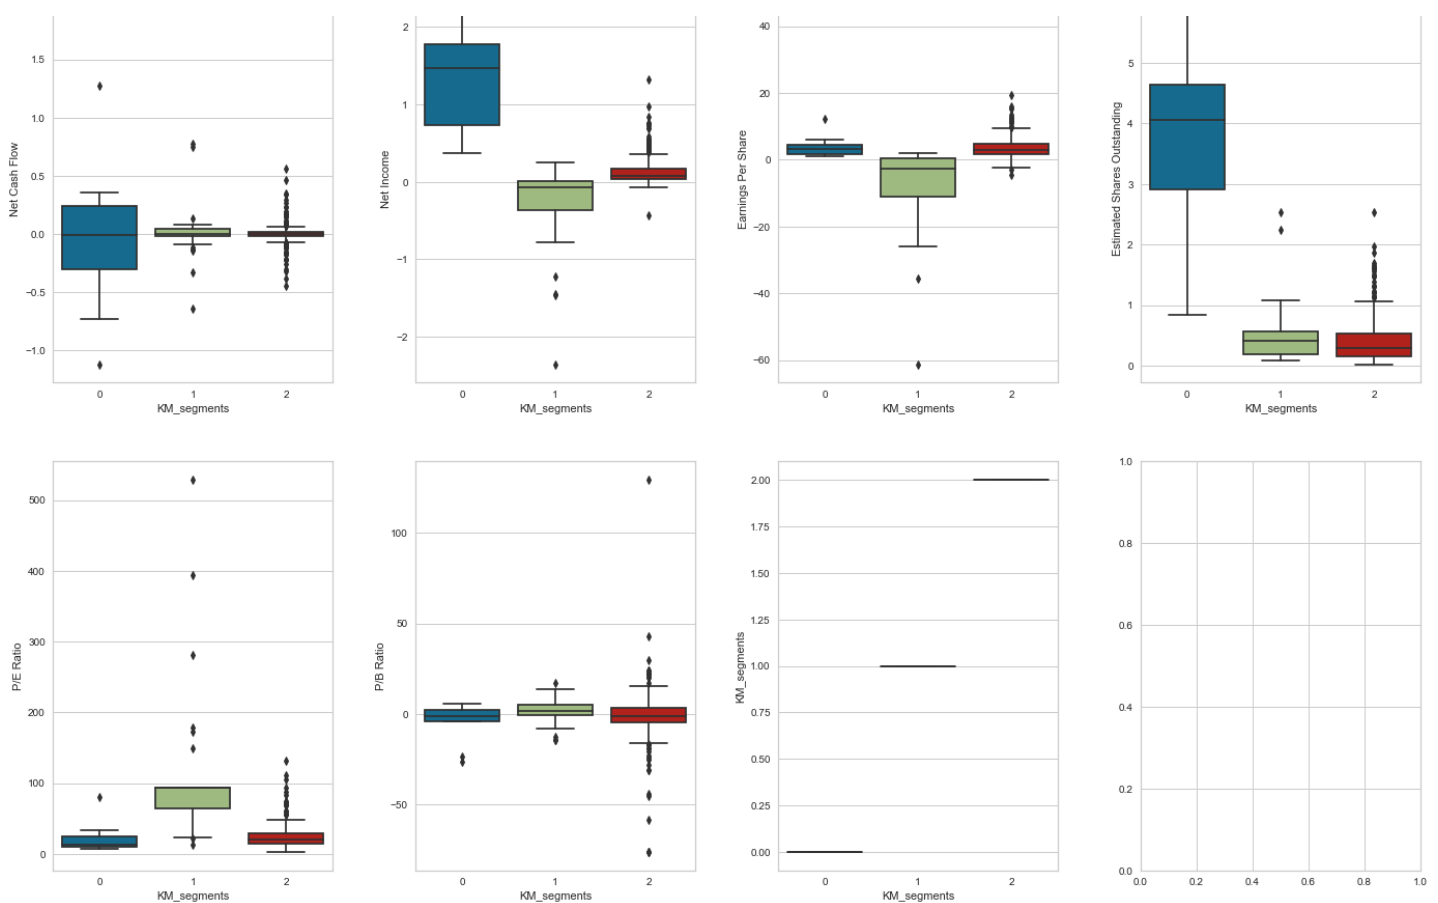 Net Cash Flow
1.5
1.0
0.5
0.0
−0.5
−1.0
0 1 2
KM_segments
Net Income
2
1
0
−1
−2
0 1 2
KM_segments
Earnings Per Share
40
20
0
−20
−40
−60
0 1 2
KM_segments
Estimated Shares Outstanding
5
4
3
2
1
0
0 1 2
KM_segments
P/E Ratio
500
400
300
200
100
0
0 1 2
KM_segments
P/B Ratio
100
50
0
−50
0 1 2
KM_segments
KM_segments
2.00
1.75
1.50
1.25
1.00
0.75
0.50
0.25
0.00
0 1 2
KM_segments
1.0
0.8
0.6
0.4
0.2
0.0
0.0 0.2 0.4 0.6 0.8 1.0